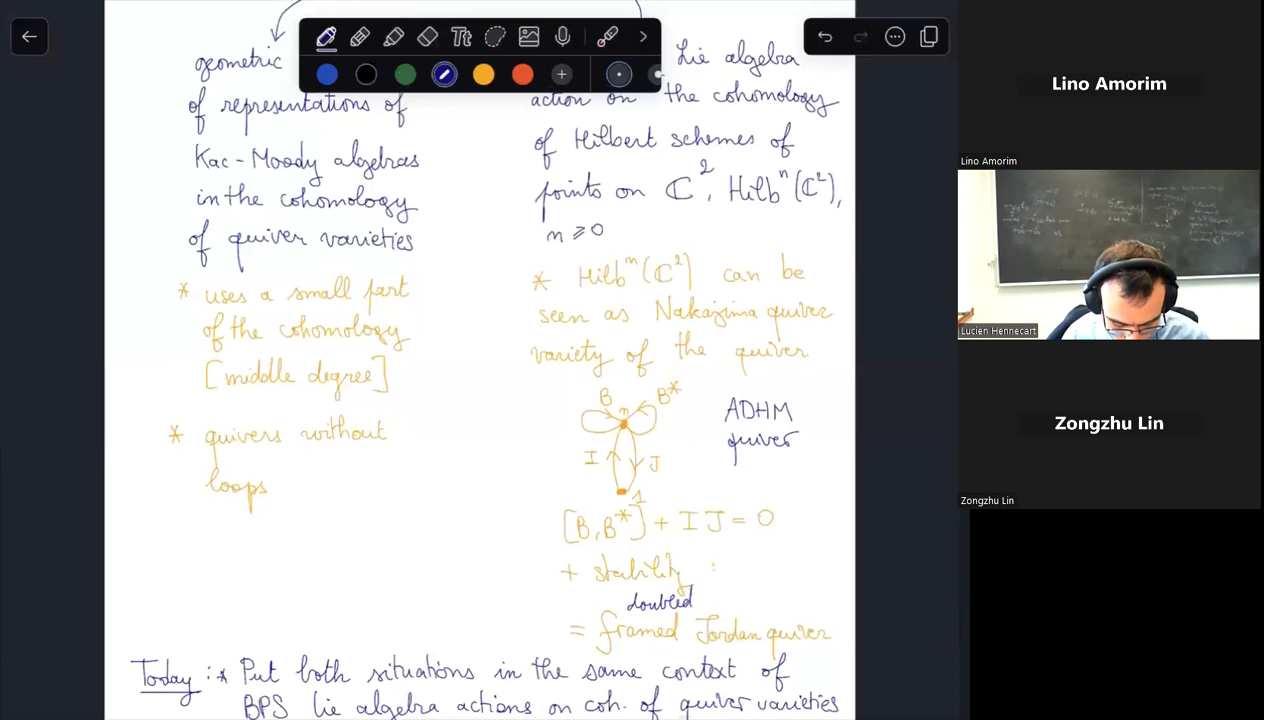 geometric
of representations of
Kac-Moody algebras
in the cohomology
of quiver varieties
* uses a small part
of the cohomology
[middle degree]
* quivers without
loops
Lie algebra
action on the cohomology
of Hilbert schemes of
points on ℂ², Hilbⁿ(ℂ²),
n ≥ 0
* Hilbⁿ(ℂ²) can be
seen as Nakajima quiver
variety of the quiver
B n B*
ADHM
quiver
I J
1
[B, B*] + IJ = 0
+ stability
doubled
= framed Jordan quiver
Today : * Put both situations in the same context of
BPS Lie algebra actions on coh. of quiver varieties
Tt
Lino Amorim
Lino Amorim
Lucien Hennecart
Zongzhu Lin
Zongzhu Lin